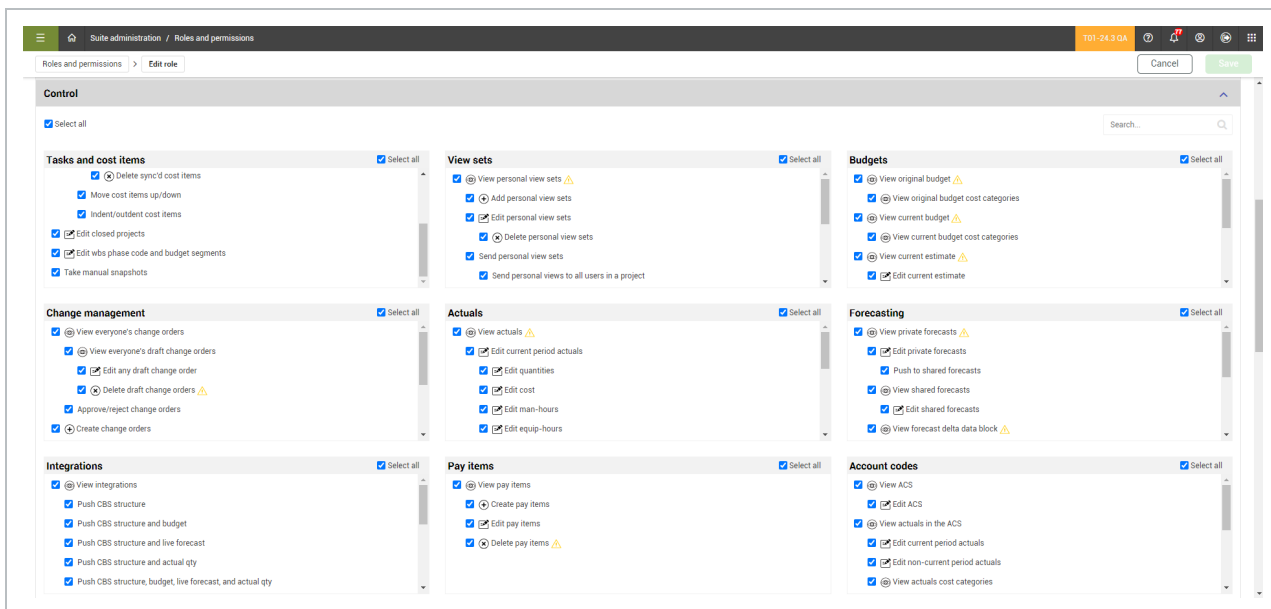 Suite administration / Roles and permissions
T01-24.3 QA
77
Roles and permissions > Edit role
Cancel
Save
Control
Select all
Search...
Tasks and cost items
Select all
Delete sync'd cost items
Move cost items up/down
Indent/outdent cost items
Edit closed projects
Edit wbs phase code and budget segments
Take manual snapshots
View sets
Select all
View personal view sets
Add personal view sets
Edit personal view sets
Delete personal view sets
Send personal view sets
Send personal views to all users in a project
Budgets
Select all
View original budget
View original budget cost categories
View current budget
View current budget cost categories
View current estimate
Edit current estimate
Change management
Select all
View everyone's change orders
View everyone's draft change orders
Edit any draft change order
Delete draft change orders
Approve/reject change orders
Create change orders
Actuals
Select all
View actuals
Edit current period actuals
Edit quantities
Edit cost
Edit man-hours
Edit equip-hours
Forecasting
Select all
View private forecasts
Edit private forecasts
Push to shared forecasts
View shared forecasts
Edit shared forecasts
View forecast delta data block
Integrations
Select all
View integrations
Push CBS structure
Push CBS structure and budget
Push CBS structure and live forecast
Push CBS structure and actual qty
Push CBS structure, budget, live forecast, and actual qty
Pay items
Select all
View pay items
Create pay items
Edit pay items
Delete pay items
Account codes
Select all
View ACS
Edit ACS
View actuals in the ACS
Edit current period actuals
Edit non-current period actuals
View actuals cost categories